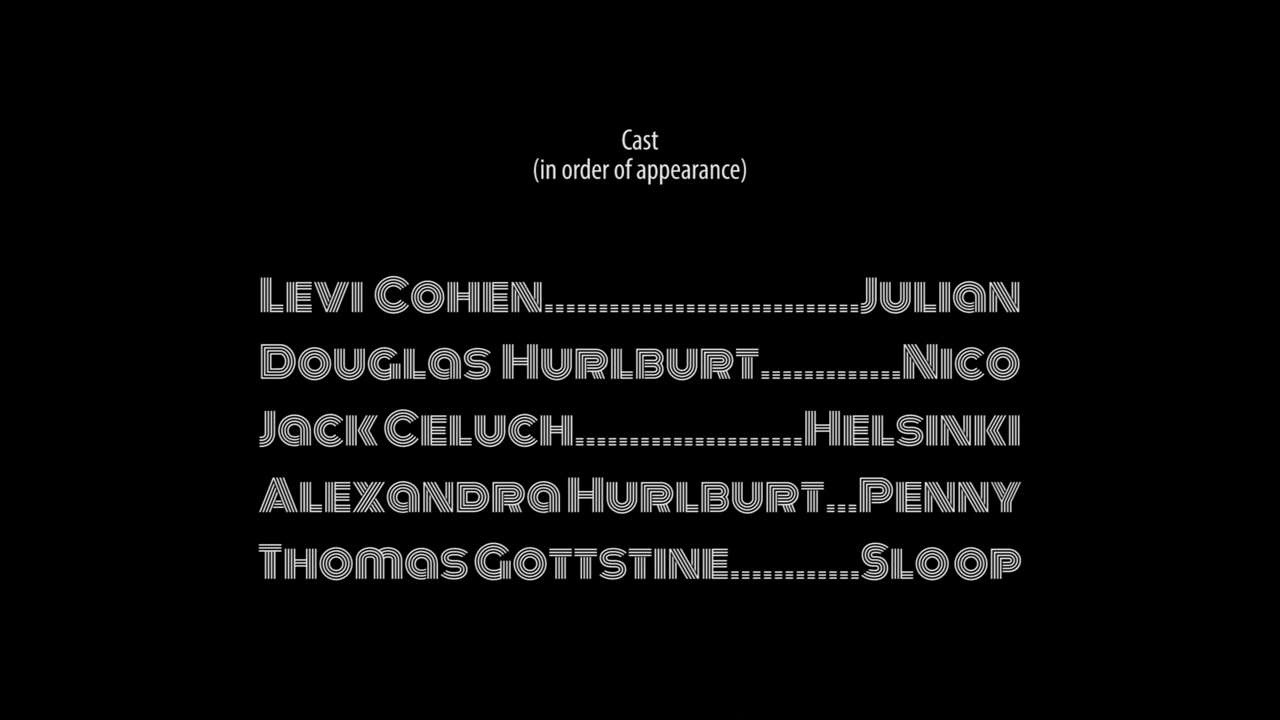 Cast
(in order of appearance)
Levi Cohen.............................Julian
Douglas Hurlburt.............Nico
Jack Celuch.....................Helsinki
Alexandra Hurlburt...Penny
Thomas Gottstine............Sloop